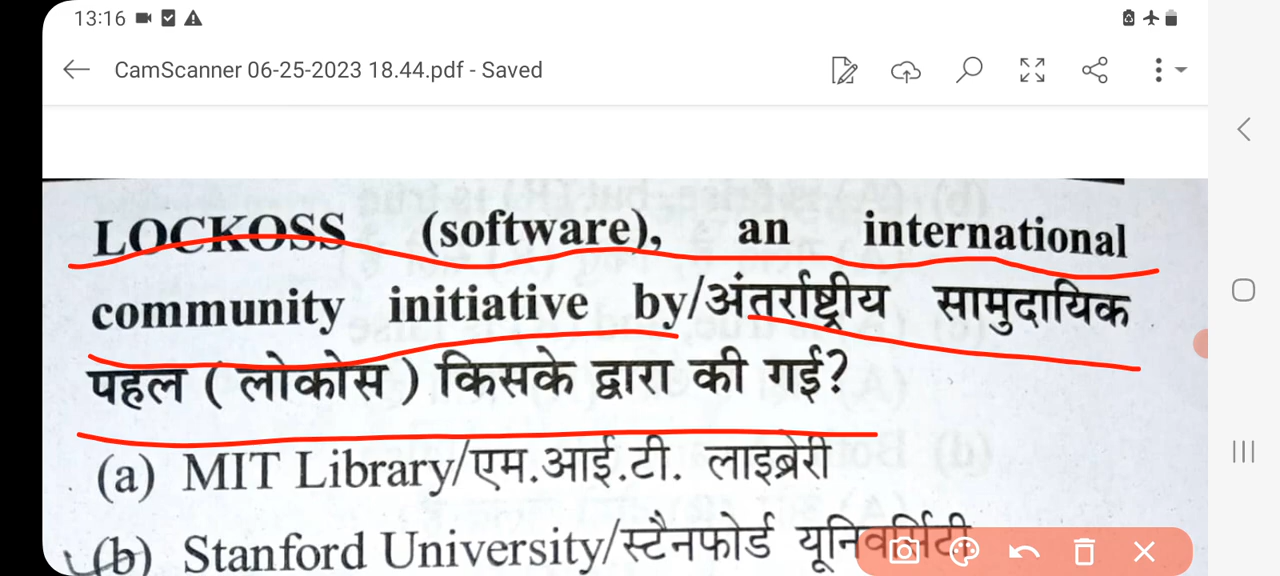 13:16
CamScanner 06-25-2023 18.44.pdf - Saved
LOCKOSS (software), an international
community initiative by/अंतर्राष्ट्रीय सामुदायिक
पहल ( लोकोस ) किसके द्वारा की गई?
(a) MIT Library/एम.आई.टी. लाइब्रेरी
(b) Stanford University/स्टैनफोर्ड यूनिवर्सिटी